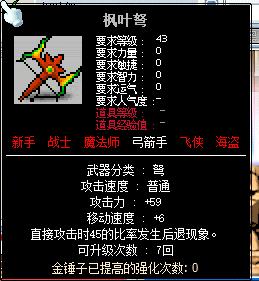 枫叶弩
要求等级： 43
要求力量： 0
要求敏捷： 0
要求智力： 0
要求运气： 0
要求人气度： -
道具等级： -
道具经验值： -
新手 战士 魔法师 弓箭手 飞侠 海盗
武器分类 : 弩
攻击速度 : 普通
攻击力 : +59
移动速度 : +6
直接攻击时45的比率发生后退现象。
可升级次数 : 7回
金锤子已提高的强化次数: 0